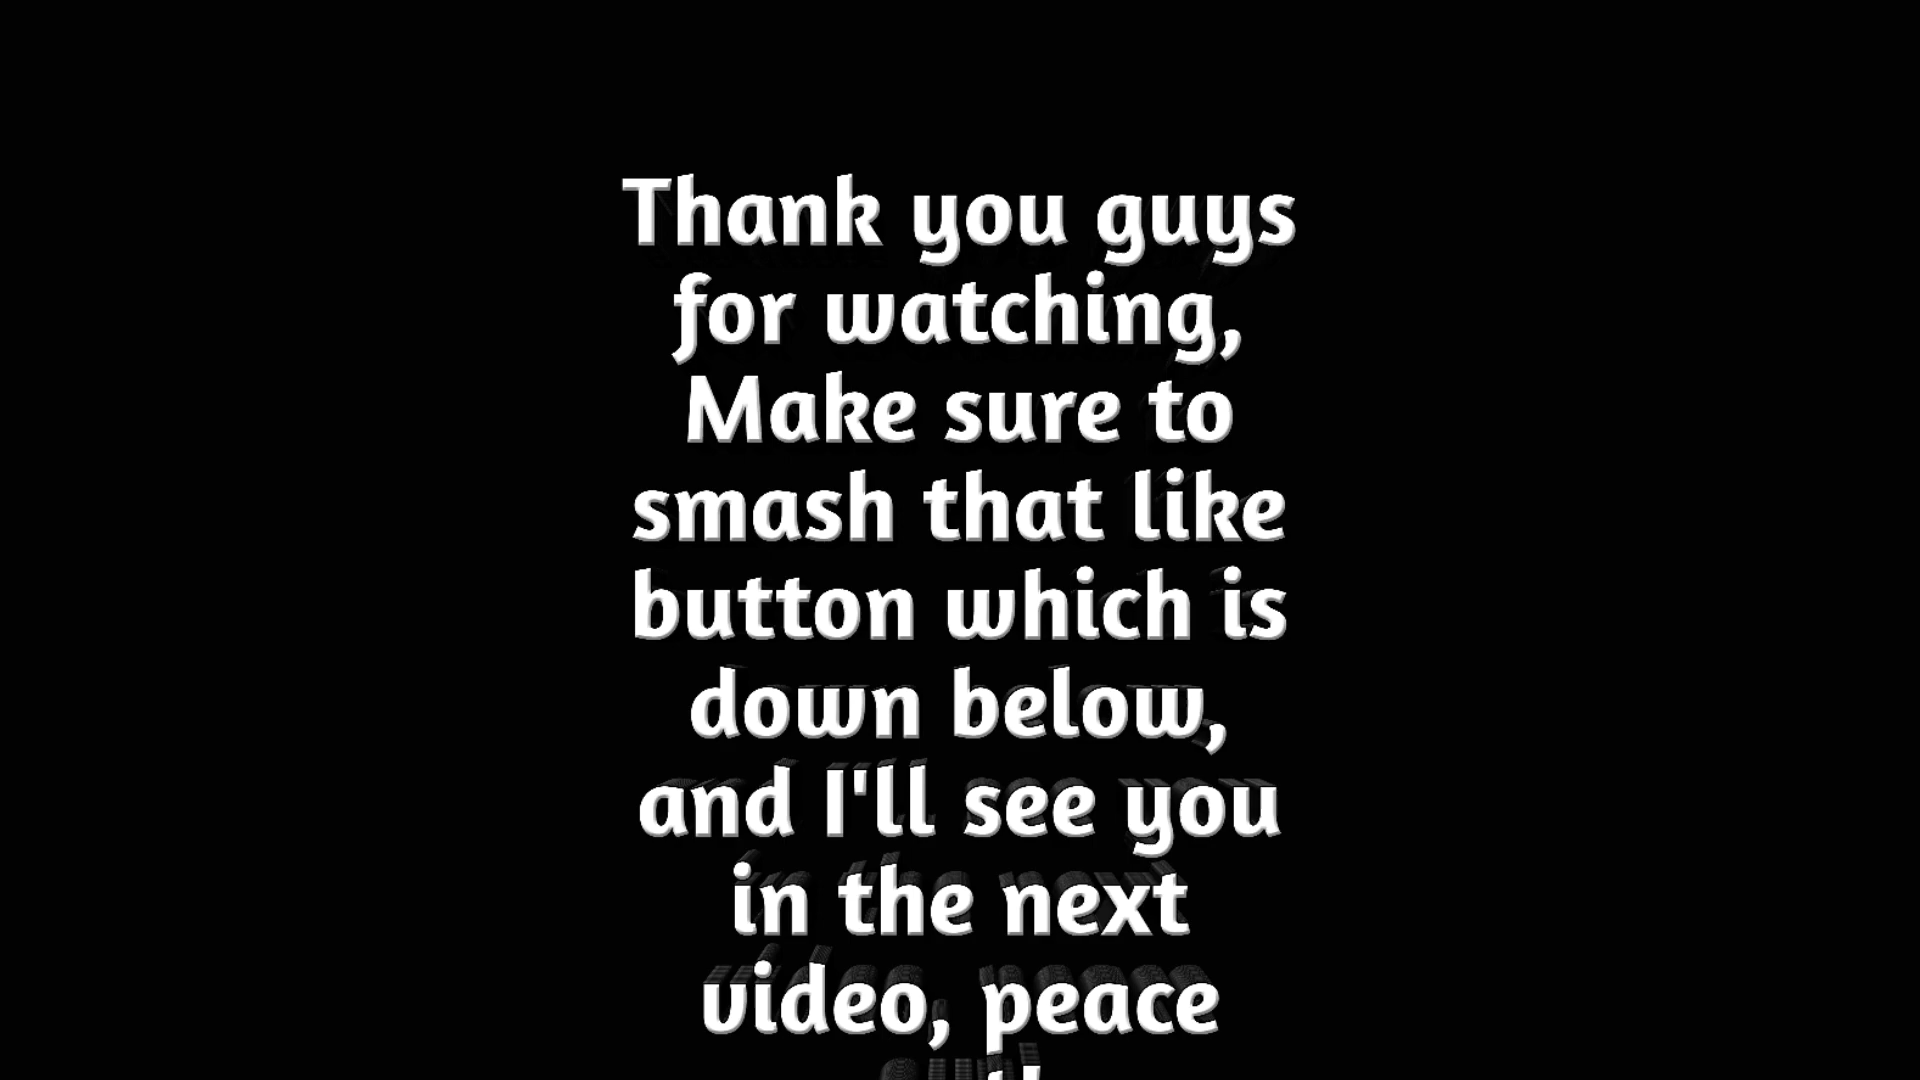 Thank you guys
for watching,
Make sure to
smash that like
button which is
down below,
and I'll see you
in the next
video, peace